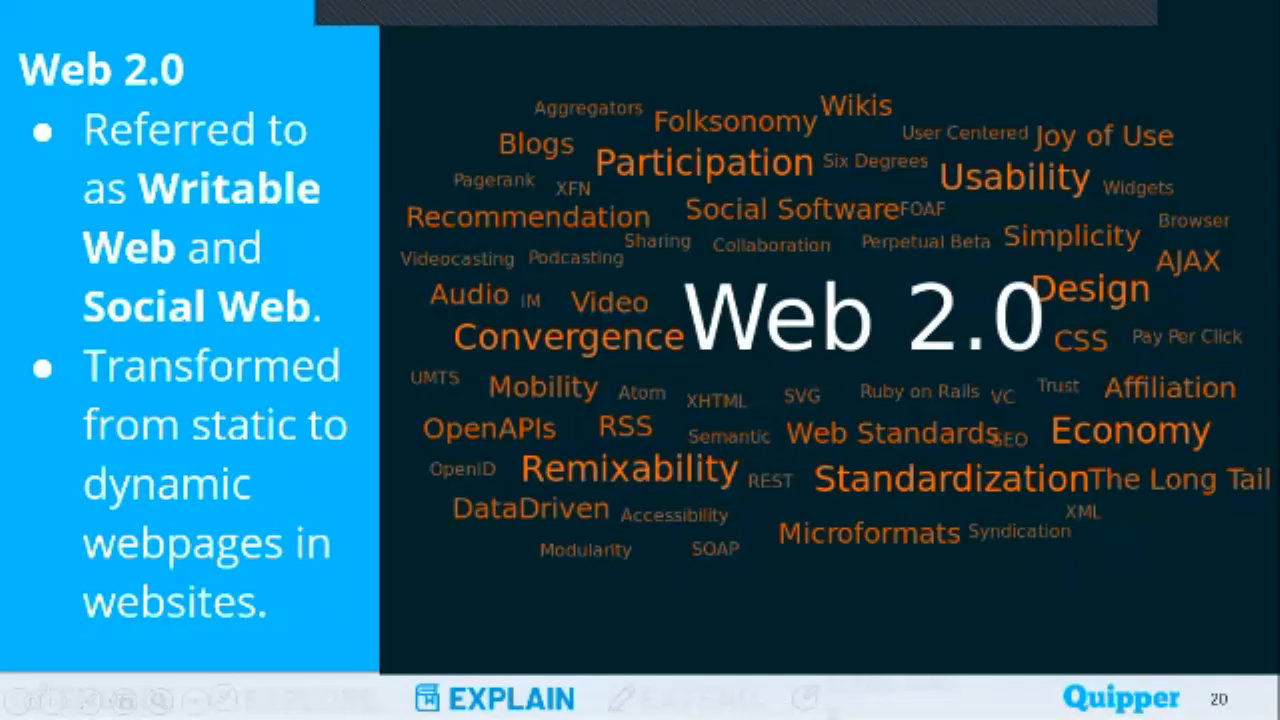 Web 2.0
● Referred to
as Writable
Web and
Social Web.
● Transformed
from static to
dynamic
webpages in
websites.
Aggregators Folksonomy Wikis
Blogs Participation Six Degrees User Centered Joy of Use
Pagerank XFN Usability Widgets
Recommendation Social Software FOAF Browser
Sharing Collaboration Perpetual Beta Simplicity
Videocasting Podcasting AJAX
Audio IM Video Web 2.0 Design
Convergence CSS Pay Per Click
UMTS Mobility Atom XHTML SVG Ruby on Rails VC Trust Affiliation
OpenAPIs RSS Semantic Web Standards SEO Economy
OpenID Remixability REST Standardization The Long Tail
DataDriven Accessibility XML
Microformats Syndication
Modularity SOAP
EXPLAIN
Quipper 20